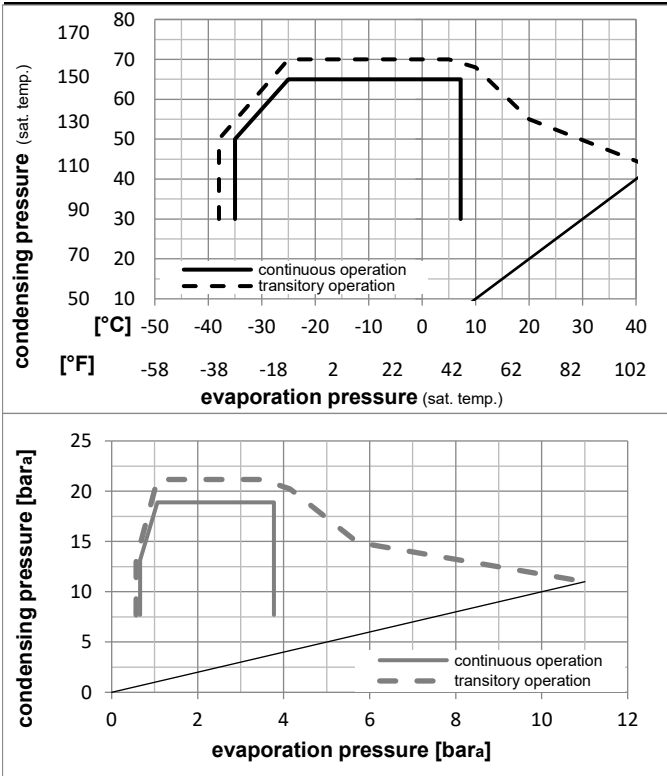 condensing pressure (sat. temp.)
170 80
70
150
60
130
50
110
40
90
30
70
20
50 10
continuous operation
transitory operation
[°C] -50 -40 -30 -20 -10 0 10 20 30 40
[°F] -58 -38 -18 2 22 42 62 82 102
evaporation pressure (sat. temp.)
condensing pressure [bara]
25
20
15
10
5
0
continuous operation
transitory operation
0 2 4 6 8 10 12
evaporation pressure [bara]